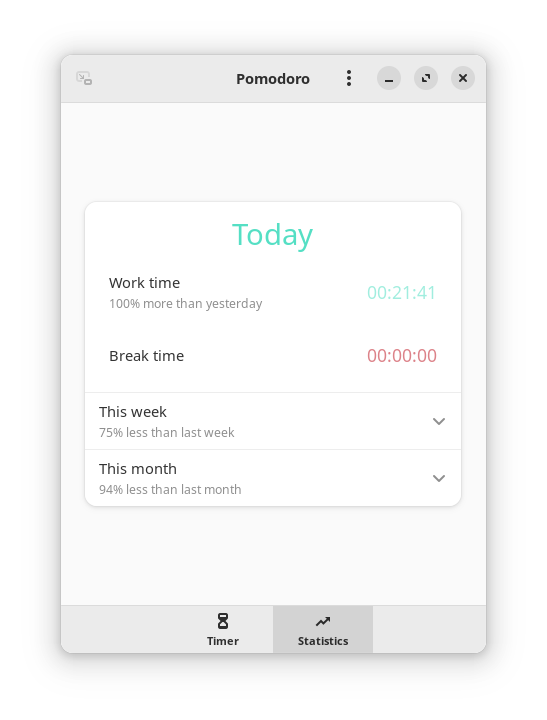 Pomodoro
Today
Work time
100% more than yesterday
00:21:41
Break time
00:00:00
This week
75% less than last week
This month
94% less than last month
Timer
Statistics